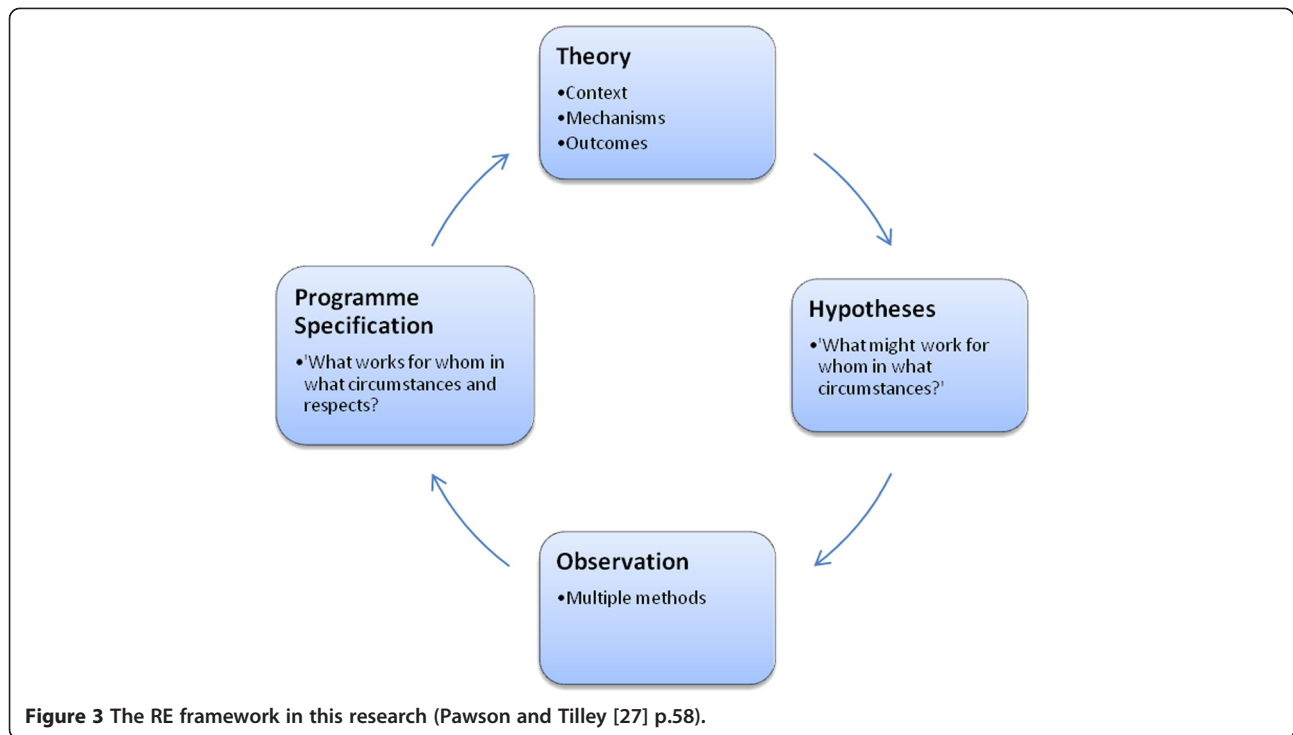 Theory
•Context
•Mechanisms
•Outcomes
Hypotheses
•'What might work for
whom in what
circumstances?'
Observation
•Multiple methods
Programme
Specification
•'What works for whom in
what circumstances and
respects?
Figure 3 The RE framework in this research (Pawson and Tilley [27] p.58).